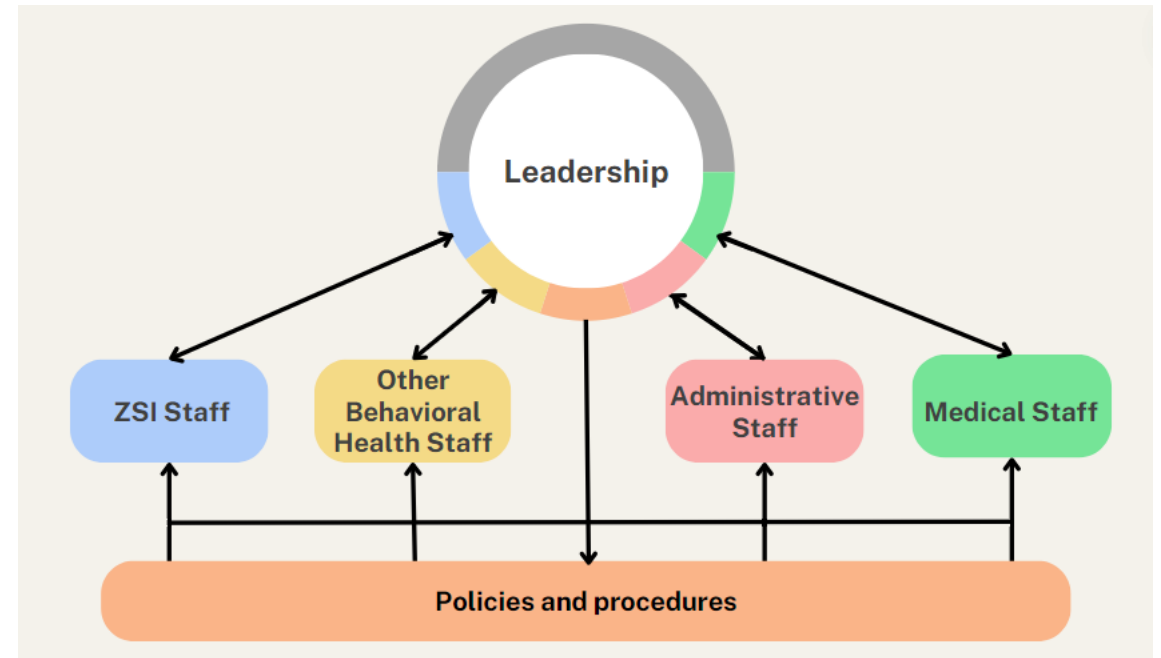 Leadership
ZSI Staff
Other
Behavioral
Health Staff
Administrative
Staff
Medical Staff
Policies and procedures